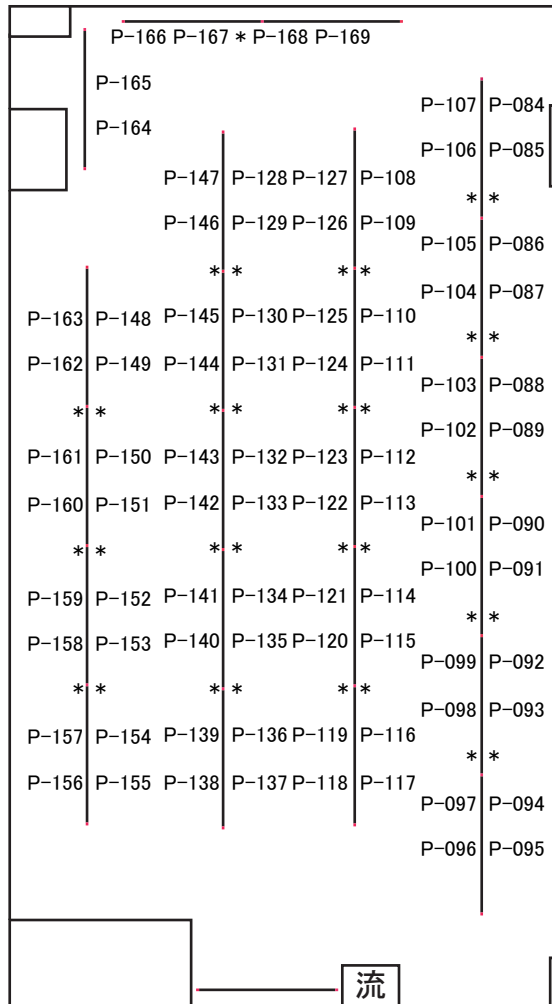 P-166 P-167 * P-168 P-169
P-165
P-164
P-107 P-084
P-106 P-085
* *
P-105 P-086
P-104 P-087
* *
P-103 P-088
P-102 P-089
* *
P-101 P-090
P-100 P-091
* *
P-099 P-092
P-098 P-093
* *
P-097 P-094
P-096 P-095
P-147 P-128 P-127 P-108
P-146 P-129 P-126 P-109
* * * *
P-145 P-130 P-125 P-110
P-144 P-131 P-124 P-111
* * * *
P-143 P-132 P-123 P-112
P-142 P-133 P-122 P-113
* * * *
P-141 P-134 P-121 P-114
P-140 P-135 P-120 P-115
* * * *
P-139 P-136 P-119 P-116
P-138 P-137 P-118 P-117
P-163 P-148
P-162 P-149
* *
P-161 P-150
P-160 P-151
* *
P-159 P-152
P-158 P-153
* *
P-157 P-154
P-156 P-155
流